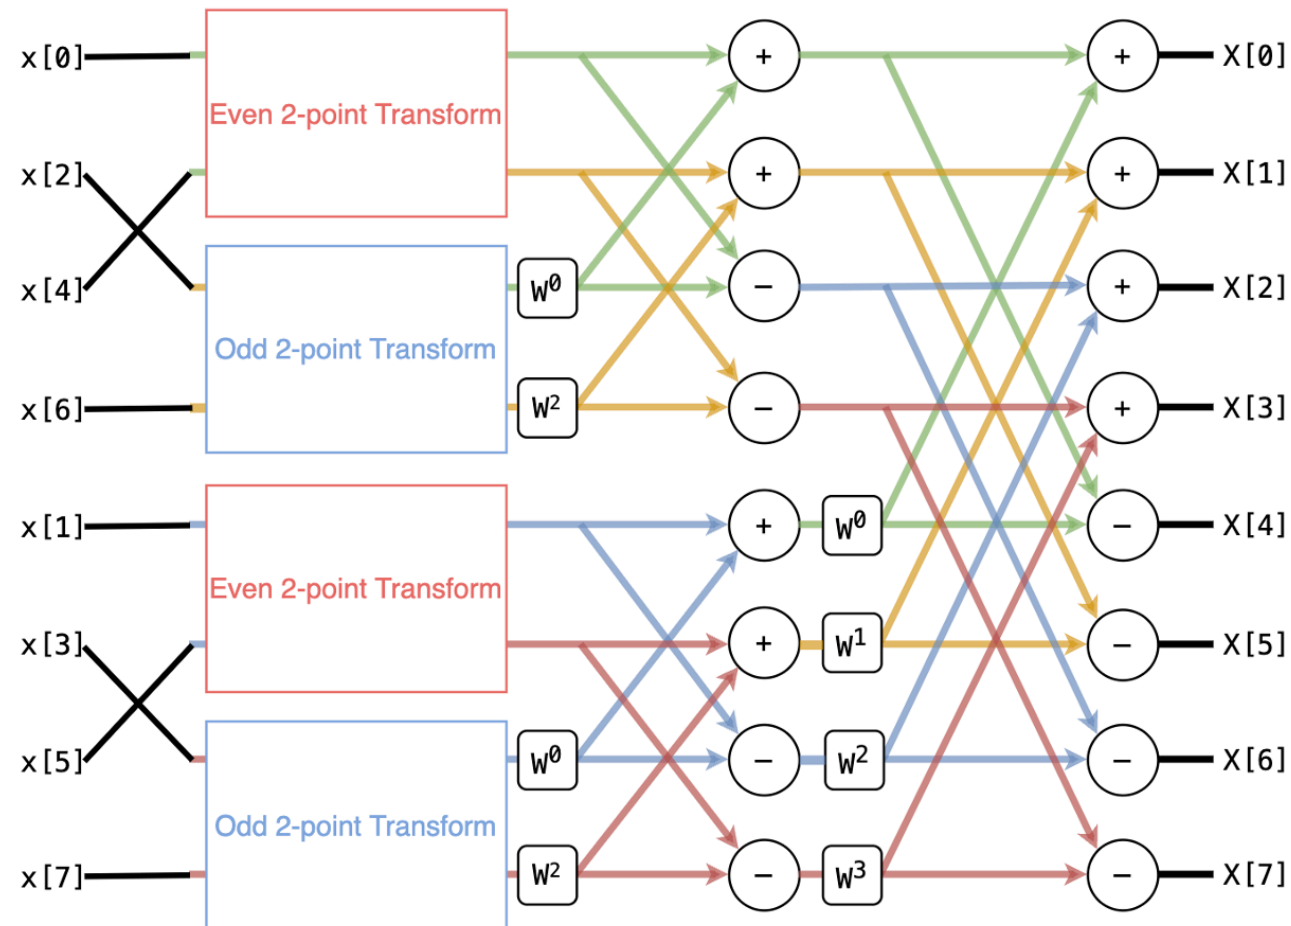 x[0] + + X[0]
Even 2-point Transform
x[2] + + X[1]
x[4] W⁰ − + X[2]
Odd 2-point Transform
x[6] W² − + X[3]
x[1] + W⁰ − X[4]
Even 2-point Transform
x[3] + W¹ − X[5]
x[5] W⁰ − W² − X[6]
Odd 2-point Transform
x[7] W² − W³ − X[7]